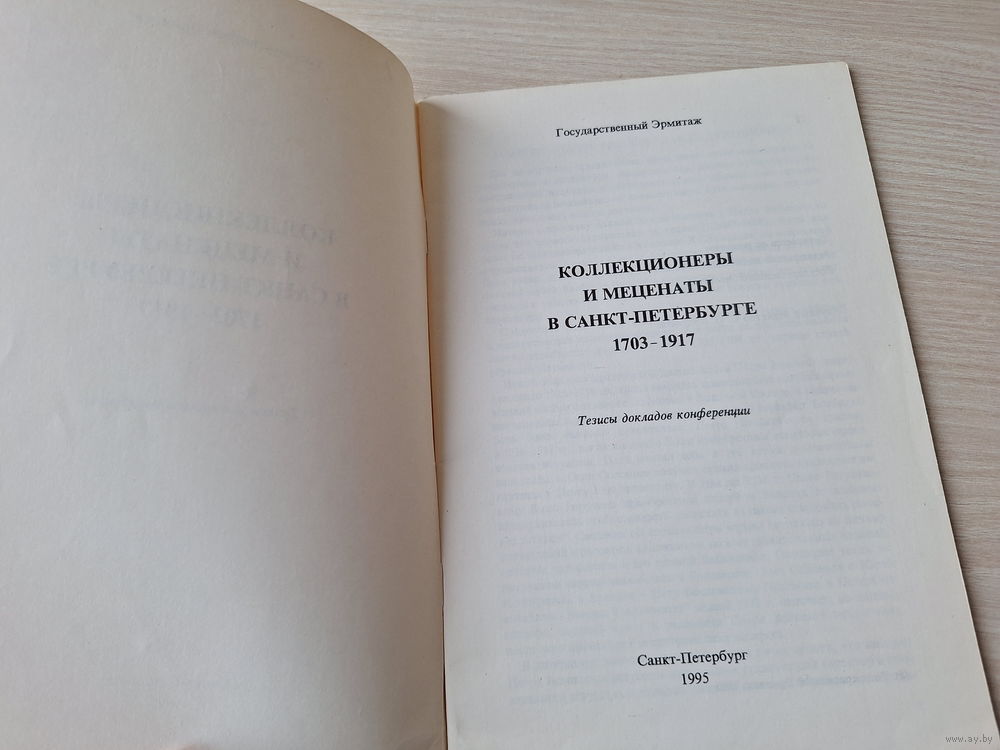 Государственный Эрмитаж
КОЛЛЕКЦИОНЕРЫ
И МЕЦЕНАТЫ
В САНКТ-ПЕТЕРБУРГЕ
1703–1917
Тезисы докладов конференции
Санкт-Петербург
1995
www.ay.by